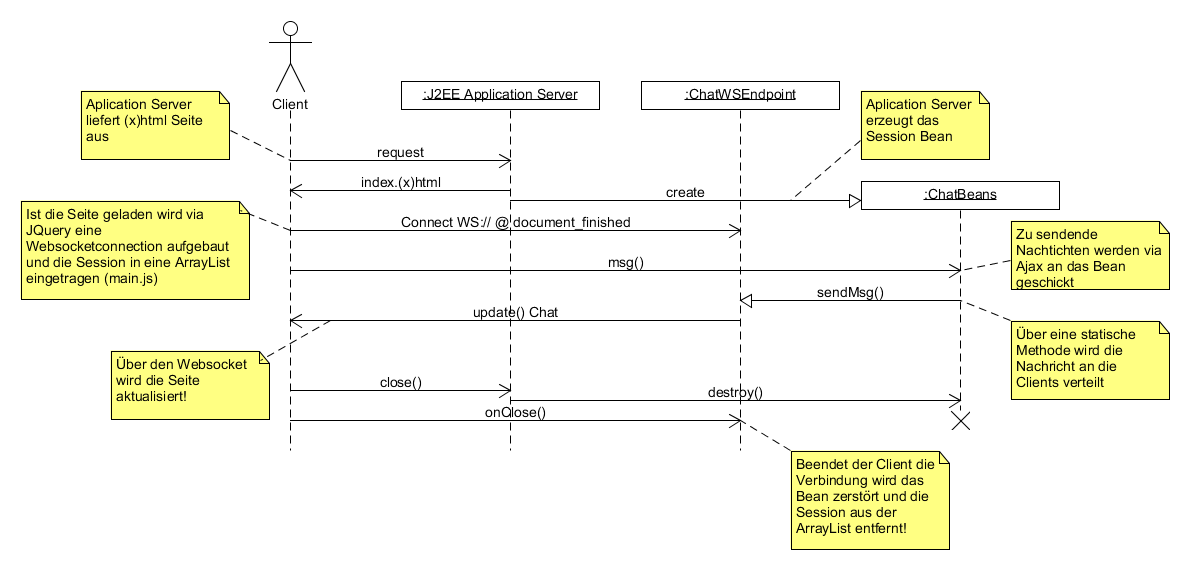 Client
:J2EE Application Server
:ChatWSEndpoint
Aplication Server
liefert (x)html Seite
aus
Aplication Server
erzeugt das
Session Bean
request
index.(x)html
create
:ChatBeans
Ist die Seite geladen wird via
JQuery eine
Websocketconnection aufgebaut
und die Session in eine ArrayList
eingetragen (main.js)
Connect WS:// @ document_finished
Zu sendende
Nachtichten werden via
Ajax an das Bean
geschickt
msg()
sendMsg()
update() Chat
Über eine statische
Methode wird die
Nachricht an die
Clients verteilt
Über den Websocket
wird die Seite
aktualisiert!
close()
destroy()
onClose()
Beendet der Client die
Verbindung wird das
Bean zerstört und die
Session aus der
ArrayList entfernt!